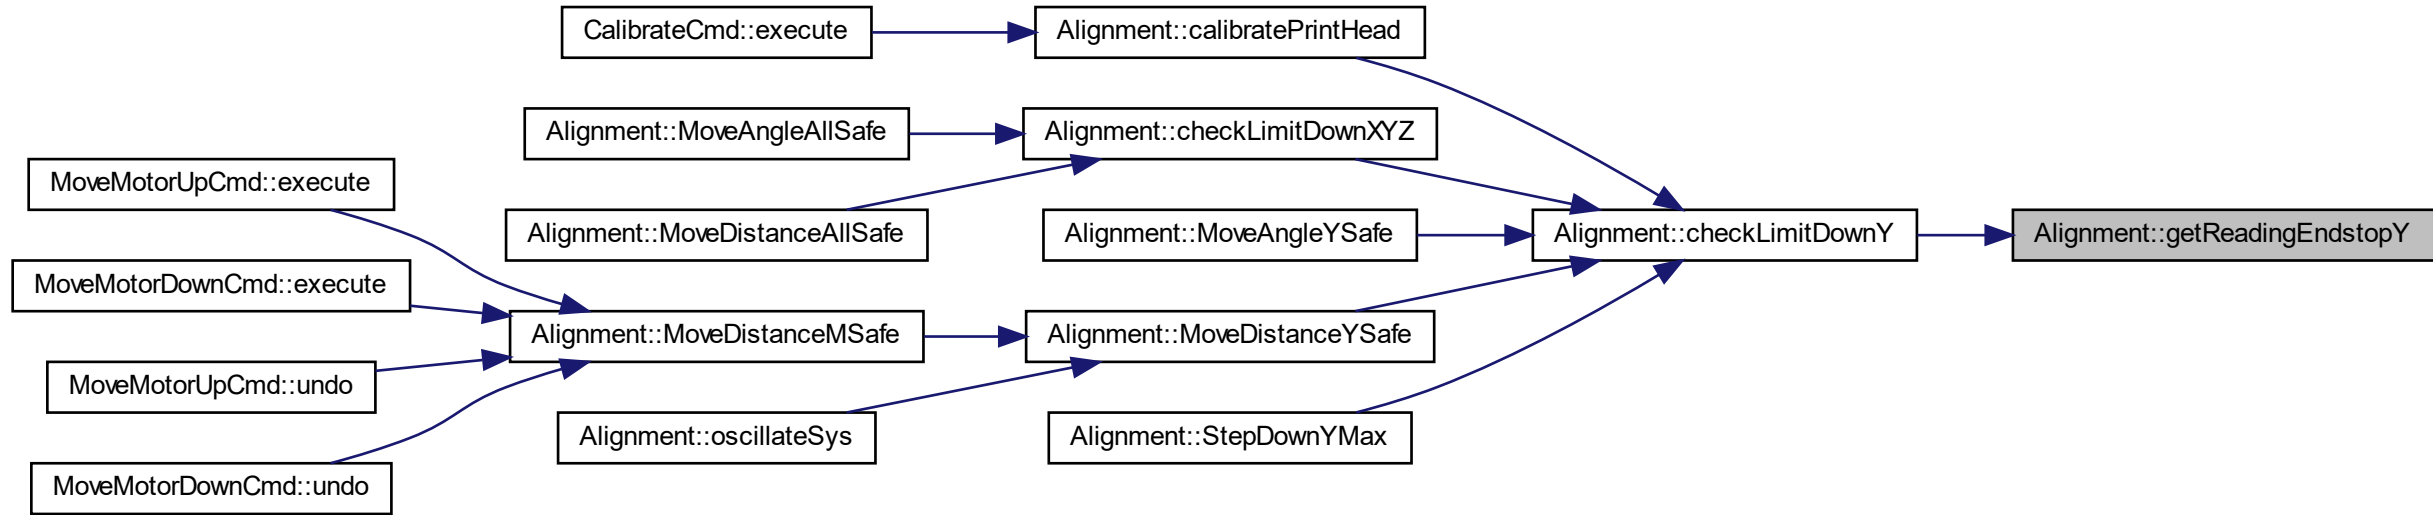 CalibrateCmd::execute
Alignment::calibratePrintHead
Alignment::MoveAngleAllSafe
Alignment::checkLimitDownXYZ
MoveMotorUpCmd::execute
Alignment::MoveDistanceAllSafe
Alignment::MoveAngleYSafe
Alignment::checkLimitDownY
Alignment::getReadingEndstopY
MoveMotorDownCmd::execute
Alignment::MoveDistanceMSafe
Alignment::MoveDistanceYSafe
MoveMotorUpCmd::undo
Alignment::oscillateSys
Alignment::StepDownYMax
MoveMotorDownCmd::undo